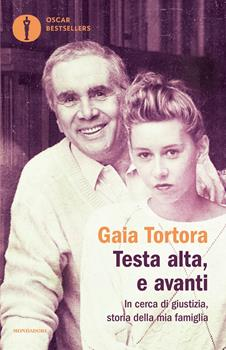 OSCAR
BESTSELLERS
Gaia Tortora
Testa alta,
e avanti
In cerca di giustizia,
storia della mia famiglia
MONDADORI